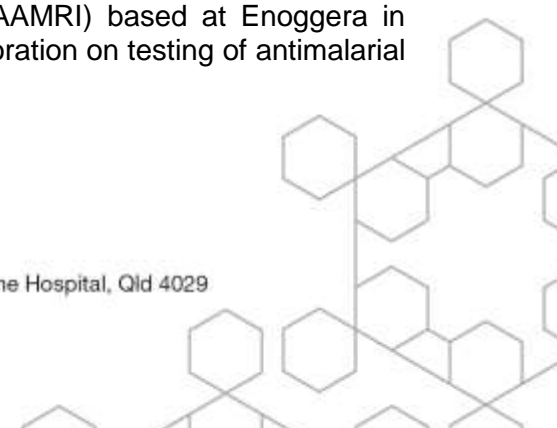 AAMRI) based at Enoggera in
oration on testing of antimalarial
ne Hospital, Qld 4029